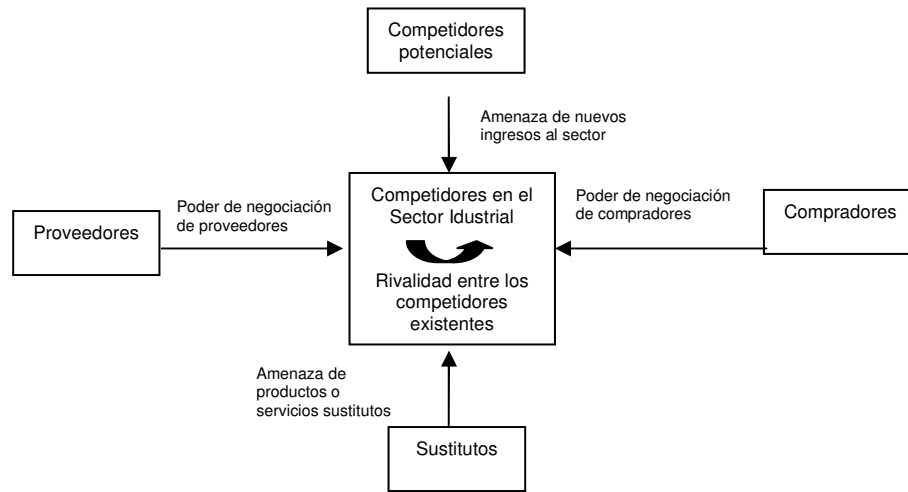 Competidores
potenciales
Amenaza de nuevos
ingresos al sector
Proveedores
Poder de negociación
de proveedores
Competidores en el
Sector Idustrial
Rivalidad entre los
competidores
existentes
Poder de negociación
de compradores
Compradores
Amenaza de
productos o
servicios sustitutos
Sustitutos